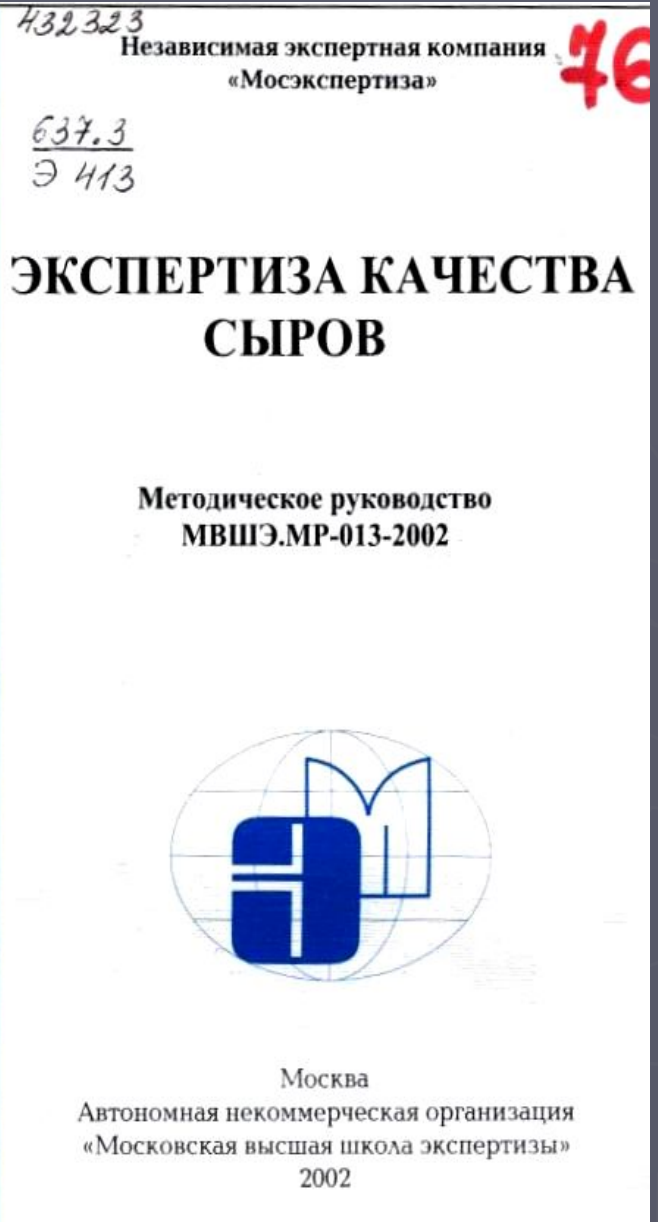 432323
Независимая экспертная компания
«Мосэкспертиза»
76
637.3
Э 413
ЭКСПЕРТИЗА КАЧЕСТВА
СЫРОВ
Методическое руководство
МВШЭ.МР-013-2002
Москва
Автономная некоммерческая организация
«Московская высшая школа экспертизы»
2002